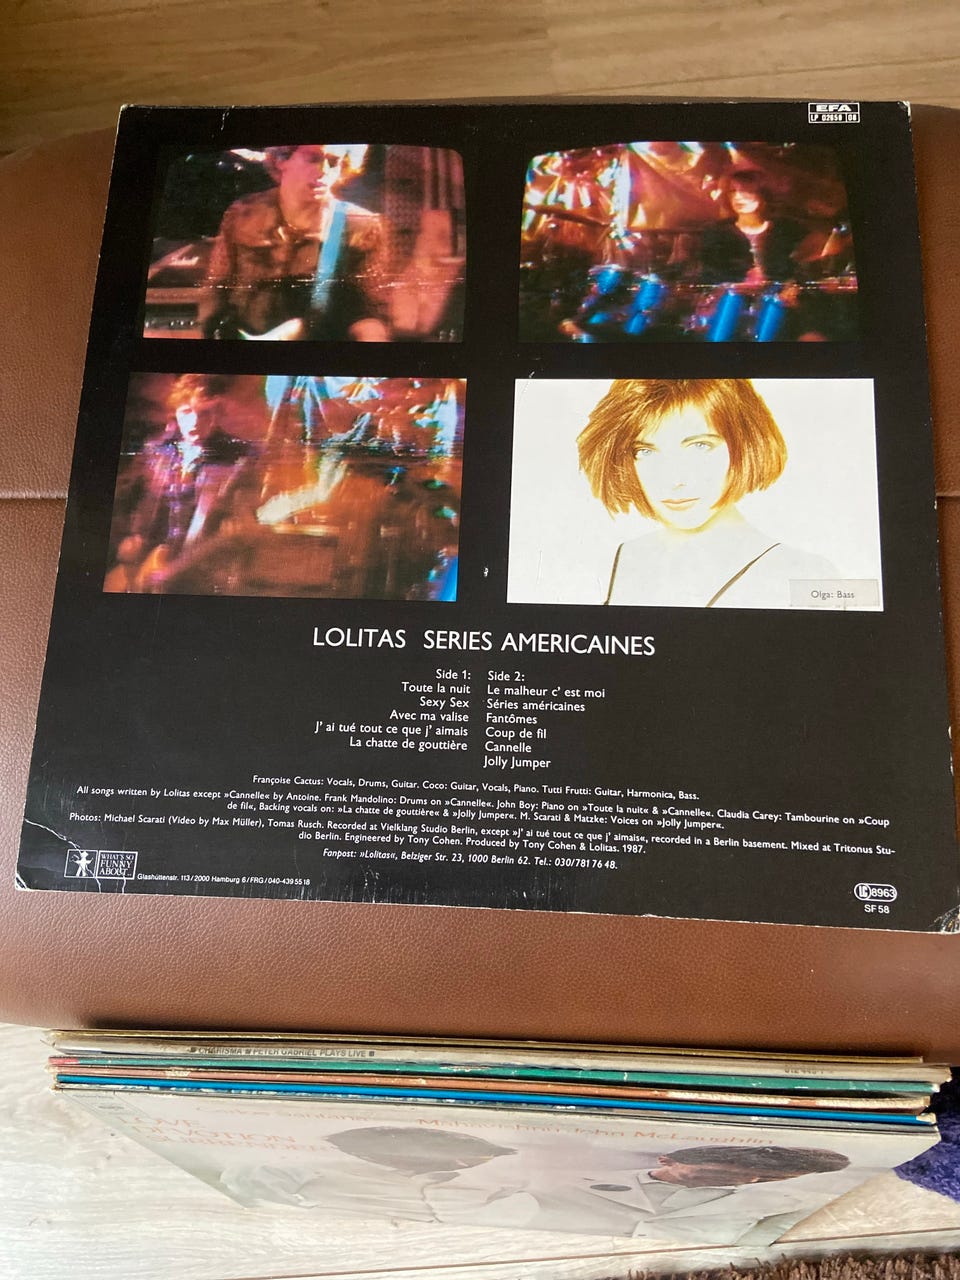 EFA
LP 02658 08
Olga: Bass
LOLITAS SERIES AMERICAINES
Side 1:
Toute la nuit
Sexy Sex
Avec ma valise
J' ai tué tout ce que j' aimais
La chatte de gouttière
Side 2:
Le malheur c' est moi
Séries américaines
Fantômes
Coup de fil
Cannelle
Jolly Jumper
Françoise Cactus: Vocals, Drums, Guitar. Coco: Guitar, Vocals, Piano. Tutti Frutti: Guitar, Harmonica, Bass.
All songs written by Lolitas except »Cannelle« by Antoine. Frank Mandolino: Drums on »Cannelle«. John Boy: Piano on »Toute la nuit« & »Cannelle«. Claudia Carey: Tambourine on »Coup
de fil«, Backing vocals on: »La chatte de gouttière« & »Jolly Jumper«. M. Scarati & Matzke: Voices on »Jolly Jumper«.
Photos: Michael Scarati (Video by Max Müller), Tomas Rusch. Recorded at Vielklang Studio Berlin, except »J' ai tué tout ce que j' aimais«, recorded in a Berlin basement. Mixed at Tritonus Stu-
dio Berlin. Engineered by Tony Cohen. Produced by Tony Cohen & Lolitas. 1987.
Fanpost: »Lolitas«, Belziger Str. 23, 1000 Berlin 62. Tel.: 030/781 76 48.
WHAT'S SO
FUNNY
ABOUT..
Glashüttenstr. 113/2000 Hamburg 6/FRG/040-439 55 18
LC 8963
SF 58
CHARISMA PETER GABRIEL PLAYS LIVE
Mahavishnu John McLaughlin
LOVE
DEVOTION
SURRENDER